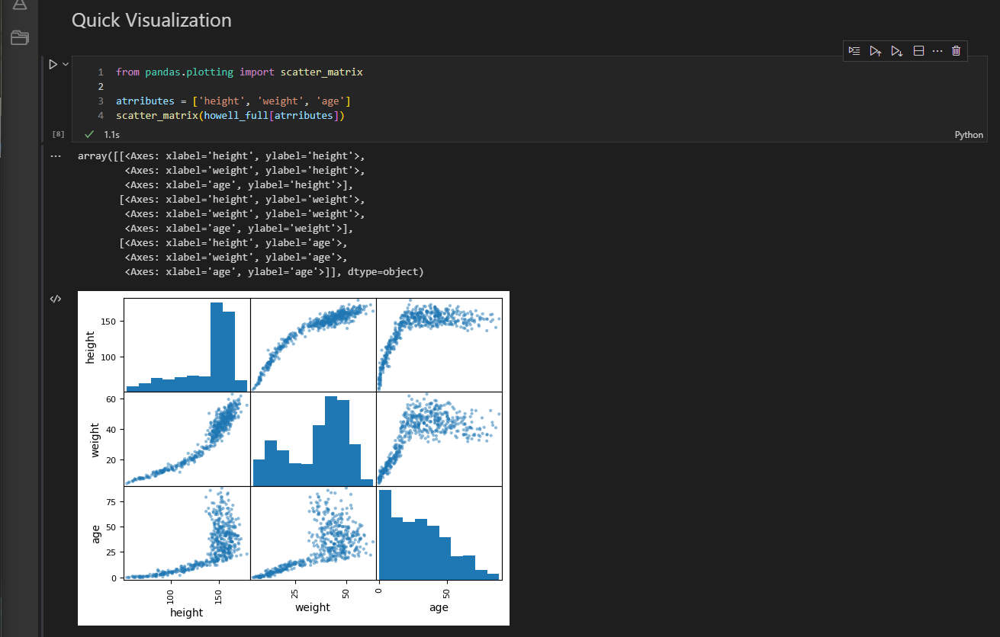 Quick Visualization
1 from pandas.plotting import scatter_matrix
2
3 atrributes = ['height', 'weight', 'age']
4 scatter_matrix(howell_full[atrributes])
[8] 1.1s Python
array([[<Axes: xlabel='height', ylabel='height'>,
<Axes: xlabel='weight', ylabel='height'>,
<Axes: xlabel='age', ylabel='height'>],
[<Axes: xlabel='height', ylabel='weight'>,
<Axes: xlabel='weight', ylabel='weight'>,
<Axes: xlabel='age', ylabel='weight'>],
[<Axes: xlabel='height', ylabel='age'>,
<Axes: xlabel='weight', ylabel='age'>,
<Axes: xlabel='age', ylabel='age'>]], dtype=object)
height
150
100
weight
60
40
20
age
75
50
25
0
100 150 25 50 0 50
height weight age